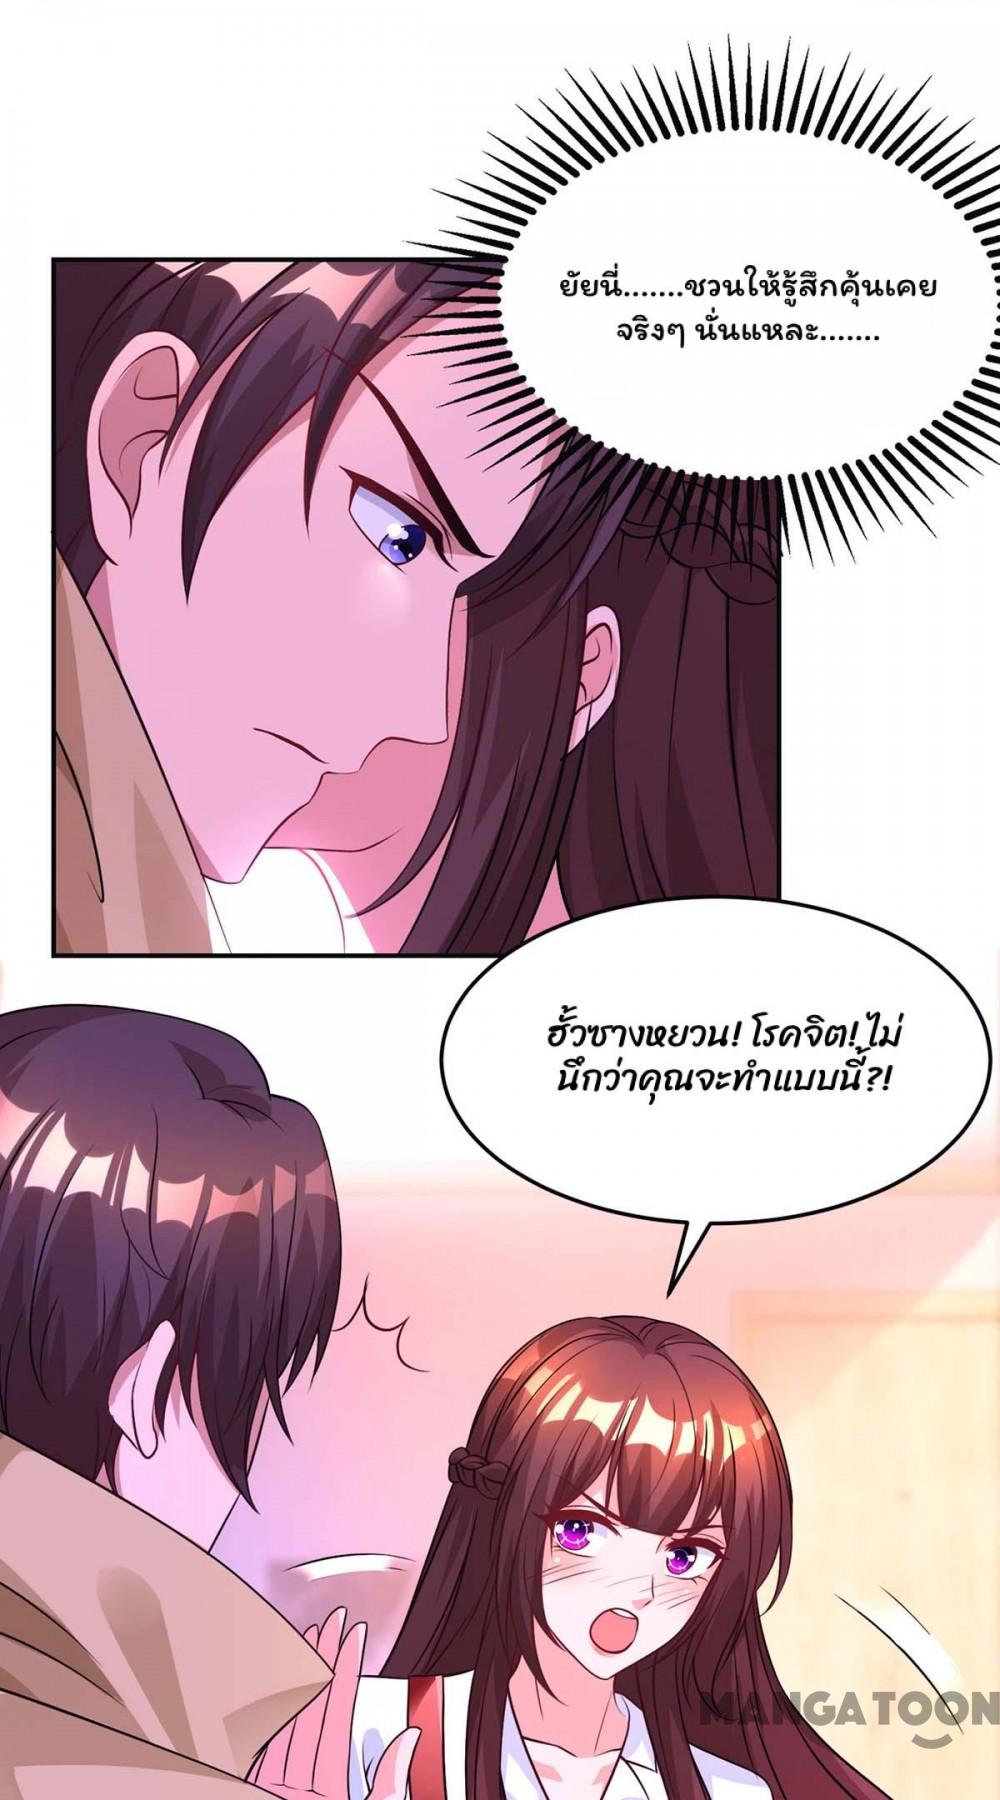 ยัยนี่.......ชวนให้รู้สึกคุ้นเคย
จริงๆ นั่นแหละ.......
ฮั้วซางหยวน! โรคจิต! ไม่
นึกว่าคุณจะทำแบบนี้?!
MANGATOON